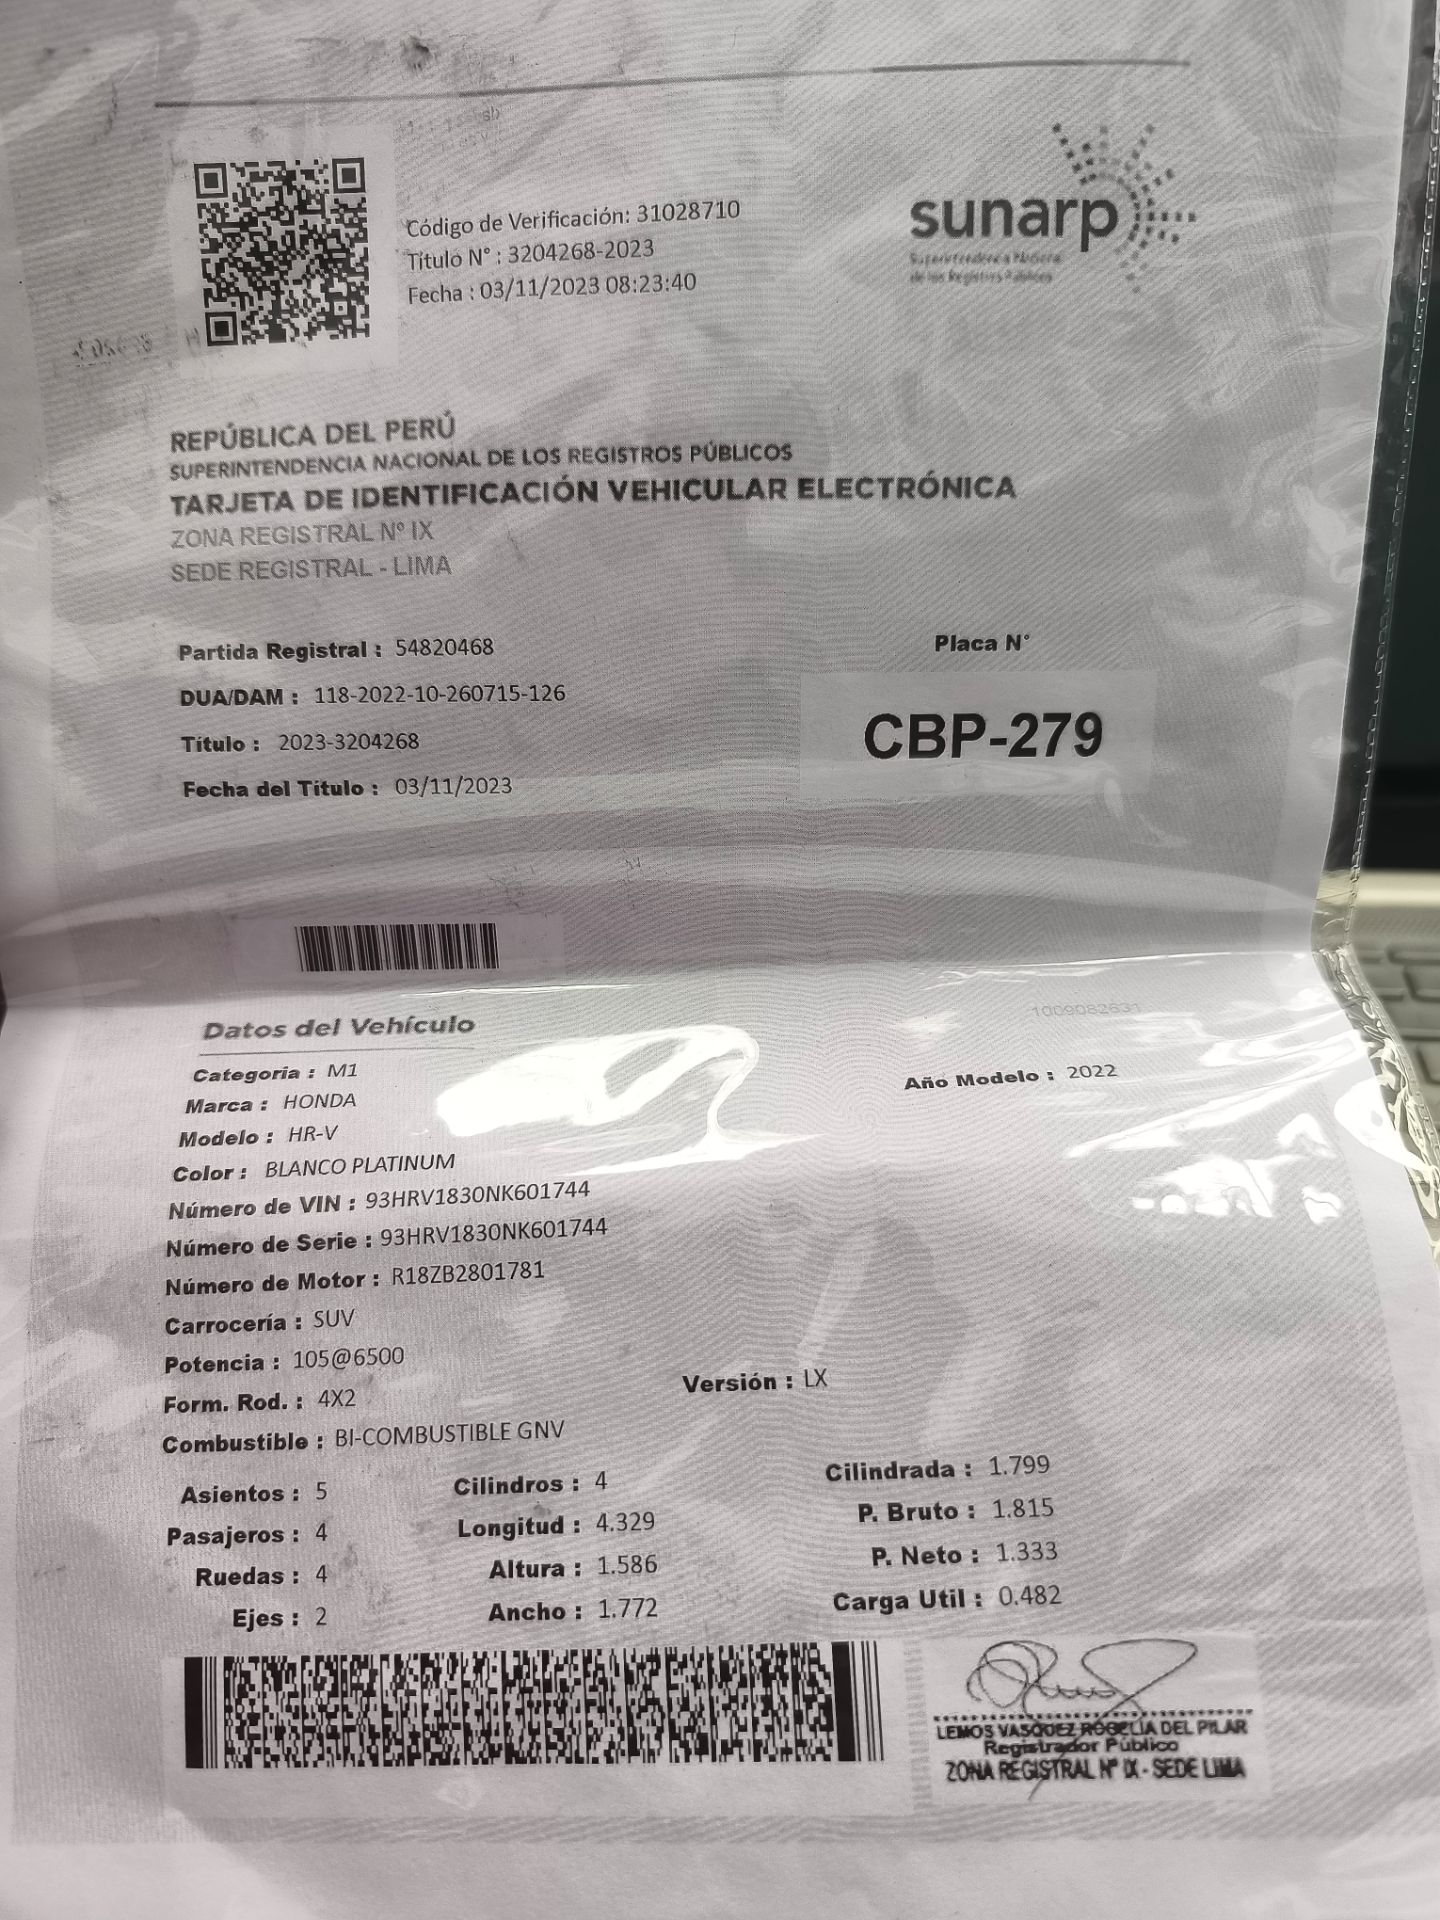 Código de Verificación: 31028710
Título N° : 3204268-2023
Fecha : 03/11/2023 08:23:40
sunarp
Superintendencia Nacional
de los Registros Públicos
REPÚBLICA DEL PERÚ
SUPERINTENDENCIA NACIONAL DE LOS REGISTROS PÚBLICOS
TARJETA DE IDENTIFICACIÓN VEHICULAR ELECTRÓNICA
ZONA REGISTRAL Nº IX
SEDE REGISTRAL - LIMA
Partida Registral : 54820468
DUA/DAM : 118-2022-10-260715-126
Título : 2023-3204268
Fecha del Título : 03/11/2023
Placa N°
CBP-279
1009082631
Datos del Vehículo
Categoria : M1
Año Modelo : 2022
Marca : HONDA
Modelo : HR-V
Color : BLANCO PLATINUM
Número de VIN : 93HRV1830NK601744
Número de Serie : 93HRV1830NK601744
Número de Motor : R18ZB2801781
Carrocería : SUV
Potencia : 105@6500
Form. Rod. : 4X2
Versión : LX
Combustible : BI-COMBUSTIBLE GNV
Asientos : 5 Cilindros : 4 Cilindrada : 1.799
Pasajeros : 4 Longitud : 4.329 P. Bruto : 1.815
Ruedas : 4 Altura : 1.586 P. Neto : 1.333
Ejes : 2 Ancho : 1.772 Carga Util : 0.482
LEMOS VASQUEZ ROGELIA DEL PILAR
Registrador Público
ZONA REGISTRAL Nº IX - SEDE LIMA